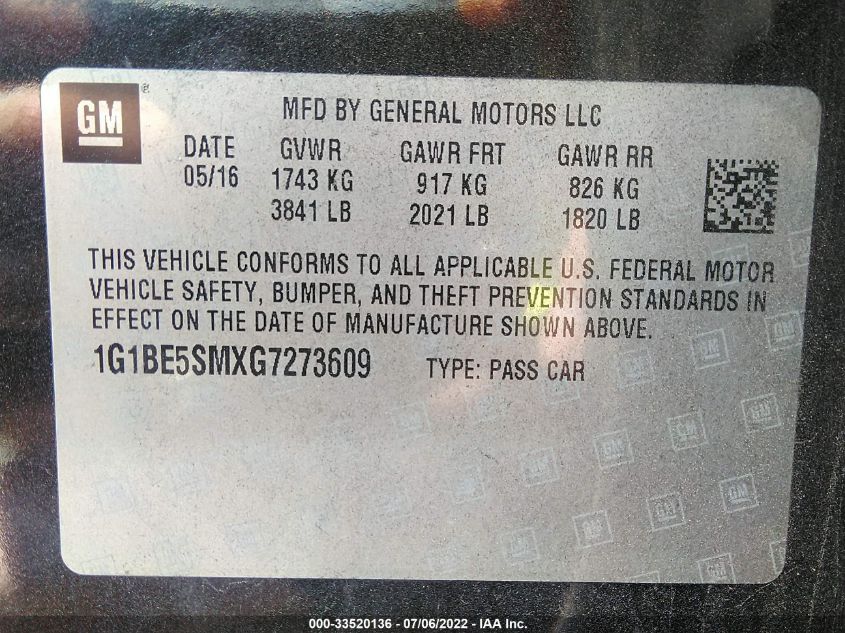 GM
®
MFD BY GENERAL MOTORS LLC
DATE GVWR GAWR FRT GAWR RR
05/16 1743 KG 917 KG 826 KG
3841 LB 2021 LB 1820 LB
THIS VEHICLE CONFORMS TO ALL APPLICABLE U.S. FEDERAL MOTOR
VEHICLE SAFETY, BUMPER, AND THEFT PREVENTION STANDARDS IN
EFFECT ON THE DATE OF MANUFACTURE SHOWN ABOVE.
1G1BE5SMXG7273609 TYPE: PASS CAR
000-33520136 - 07/06/2022 - IAA Inc.